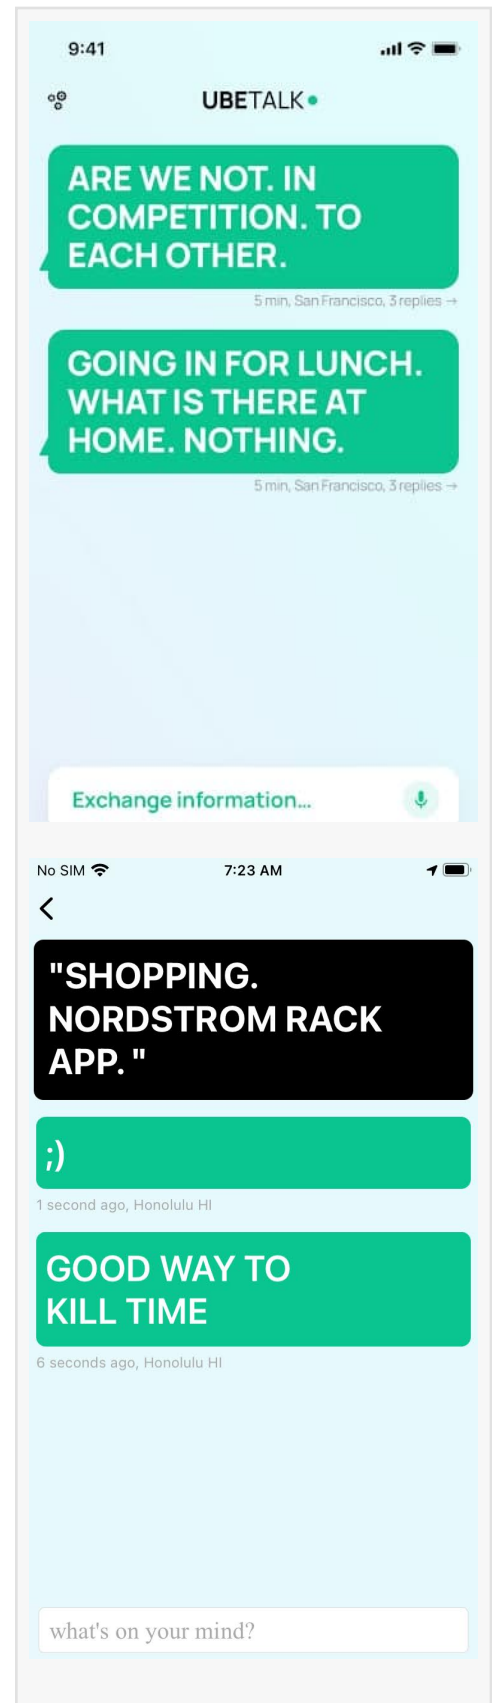 9:41
UBETALK
ARE WE NOT. IN
COMPETITION. TO
EACH OTHER.
5 min, San Francisco, 3 replies →
GOING IN FOR LUNCH.
WHAT IS THERE AT
HOME. NOTHING.
5 min, San Francisco, 3 replies →
Exchange information...
No SIM 7:23 AM
"SHOPPING.
NORDSTROM RACK
APP. "
;)
1 second ago, Honolulu HI
GOOD WAY TO
KILL TIME
6 seconds ago, Honolulu HI
what's on your mind?